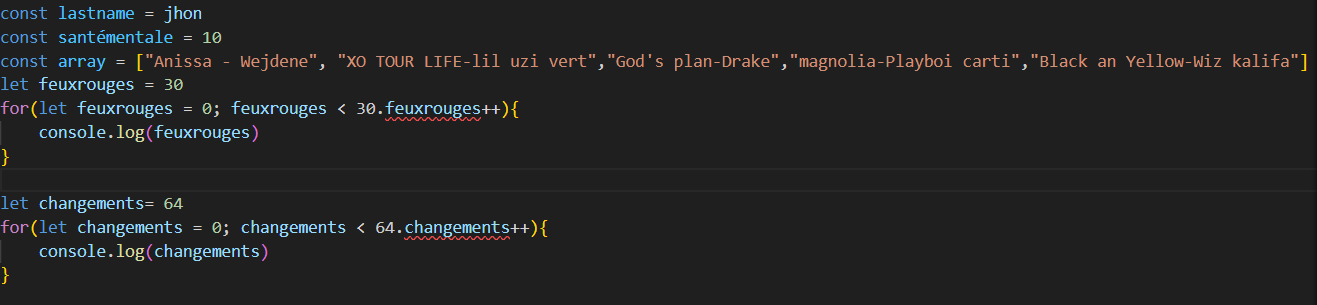 const lastname = jhon
const santémentale = 10
const array = ["Anissa - Wejdene", "XO TOUR LIFE-lil uzi vert","God's plan-Drake","magnolia-Playboi carti","Black an Yellow-Wiz kalifa"]
let feuxrouges = 30
for(let feuxrouges = 0; feuxrouges < 30.feuxrouges++){
    console.log(feuxrouges)
}
let changements= 64
for(let changements = 0; changements < 64.changements++){
    console.log(changements)
}